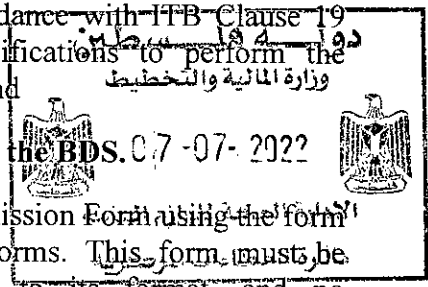 dance with ITB Clause 19
دولة فلسطين
ifications to perform the
وزارة المالية والتخطيط
nd
the BDS. 07-07-2022
ission Form using the form
orms. This form must be